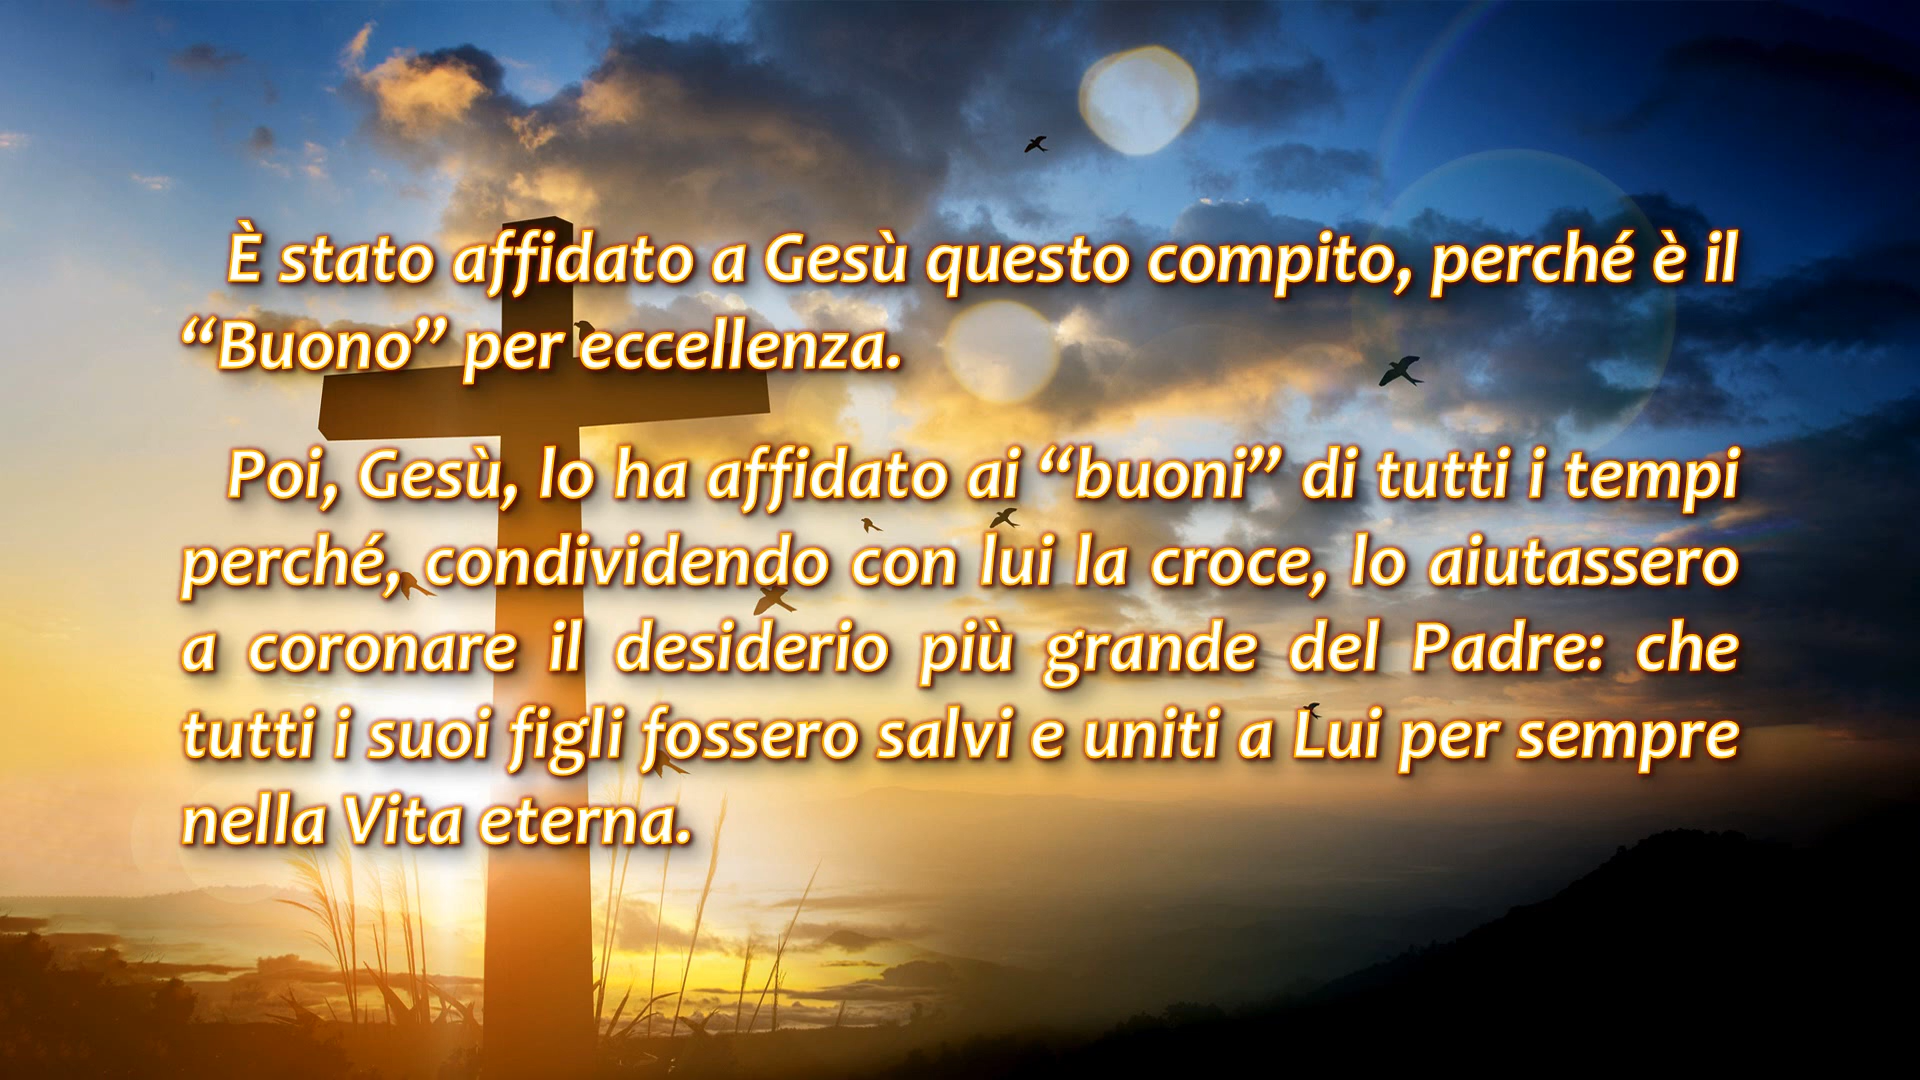 È stato affidato a Gesù questo compito, perché è il
“Buono” per eccellenza.
Poi, Gesù, lo ha affidato ai “buoni” di tutti i tempi
perché, condividendo con lui la croce, lo aiutassero
a coronare il desiderio più grande del Padre: che
tutti i suoi figli fossero salvi e uniti a Lui per sempre
nella Vita eterna.